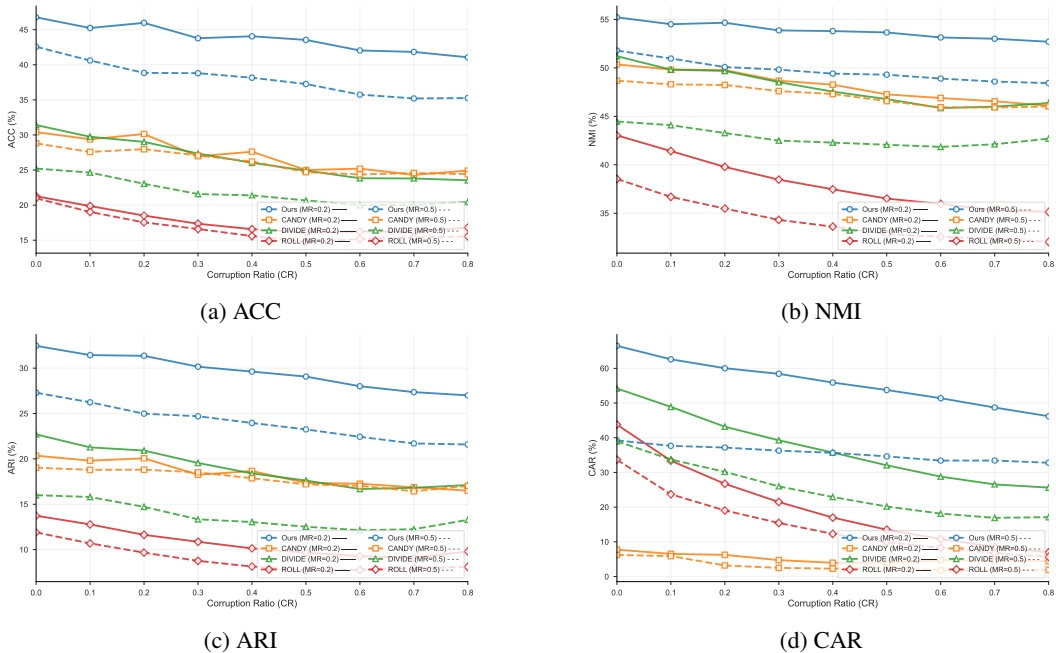 45
40
35
30
25
20
15
ACC (%)
Ours (MR=0.2) Ours (MR=0.5)
CANDY (MR=0.2) CANDY (MR=0.5)
DIVIDE (MR=0.2) DIVIDE (MR=0.5)
ROLL (MR=0.2) ROLL (MR=0.5)
0.0 0.1 0.2 0.3 0.4 0.5 0.6 0.7 0.8
Corruption Ratio (CR)
(a) ACC
55
50
45
40
35
NMI (%)
Ours (MR=0.2) Ours (MR=0.5)
CANDY (MR=0.2) CANDY (MR=0.5)
DIVIDE (MR=0.2) DIVIDE (MR=0.5)
ROLL (MR=0.2) ROLL (MR=0.5)
0.0 0.1 0.2 0.3 0.4 0.5 0.6 0.7 0.8
Corruption Ratio (CR)
(b) NMI
30
25
20
15
10
ARI (%)
Ours (MR=0.2) Ours (MR=0.5)
CANDY (MR=0.2) CANDY (MR=0.5)
DIVIDE (MR=0.2) DIVIDE (MR=0.5)
ROLL (MR=0.2) ROLL (MR=0.5)
0.0 0.1 0.2 0.3 0.4 0.5 0.6 0.7 0.8
Corruption Ratio (CR)
(c) ARI
60
50
40
30
20
10
0
CAR (%)
Ours (MR=0.2) Ours (MR=0.5)
CANDY (MR=0.2) CANDY (MR=0.5)
DIVIDE (MR=0.2) DIVIDE (MR=0.5)
ROLL (MR=0.2) ROLL (MR=0.5)
0.0 0.1 0.2 0.3 0.4 0.5 0.6 0.7 0.8
Corruption Ratio (CR)
(d) CAR